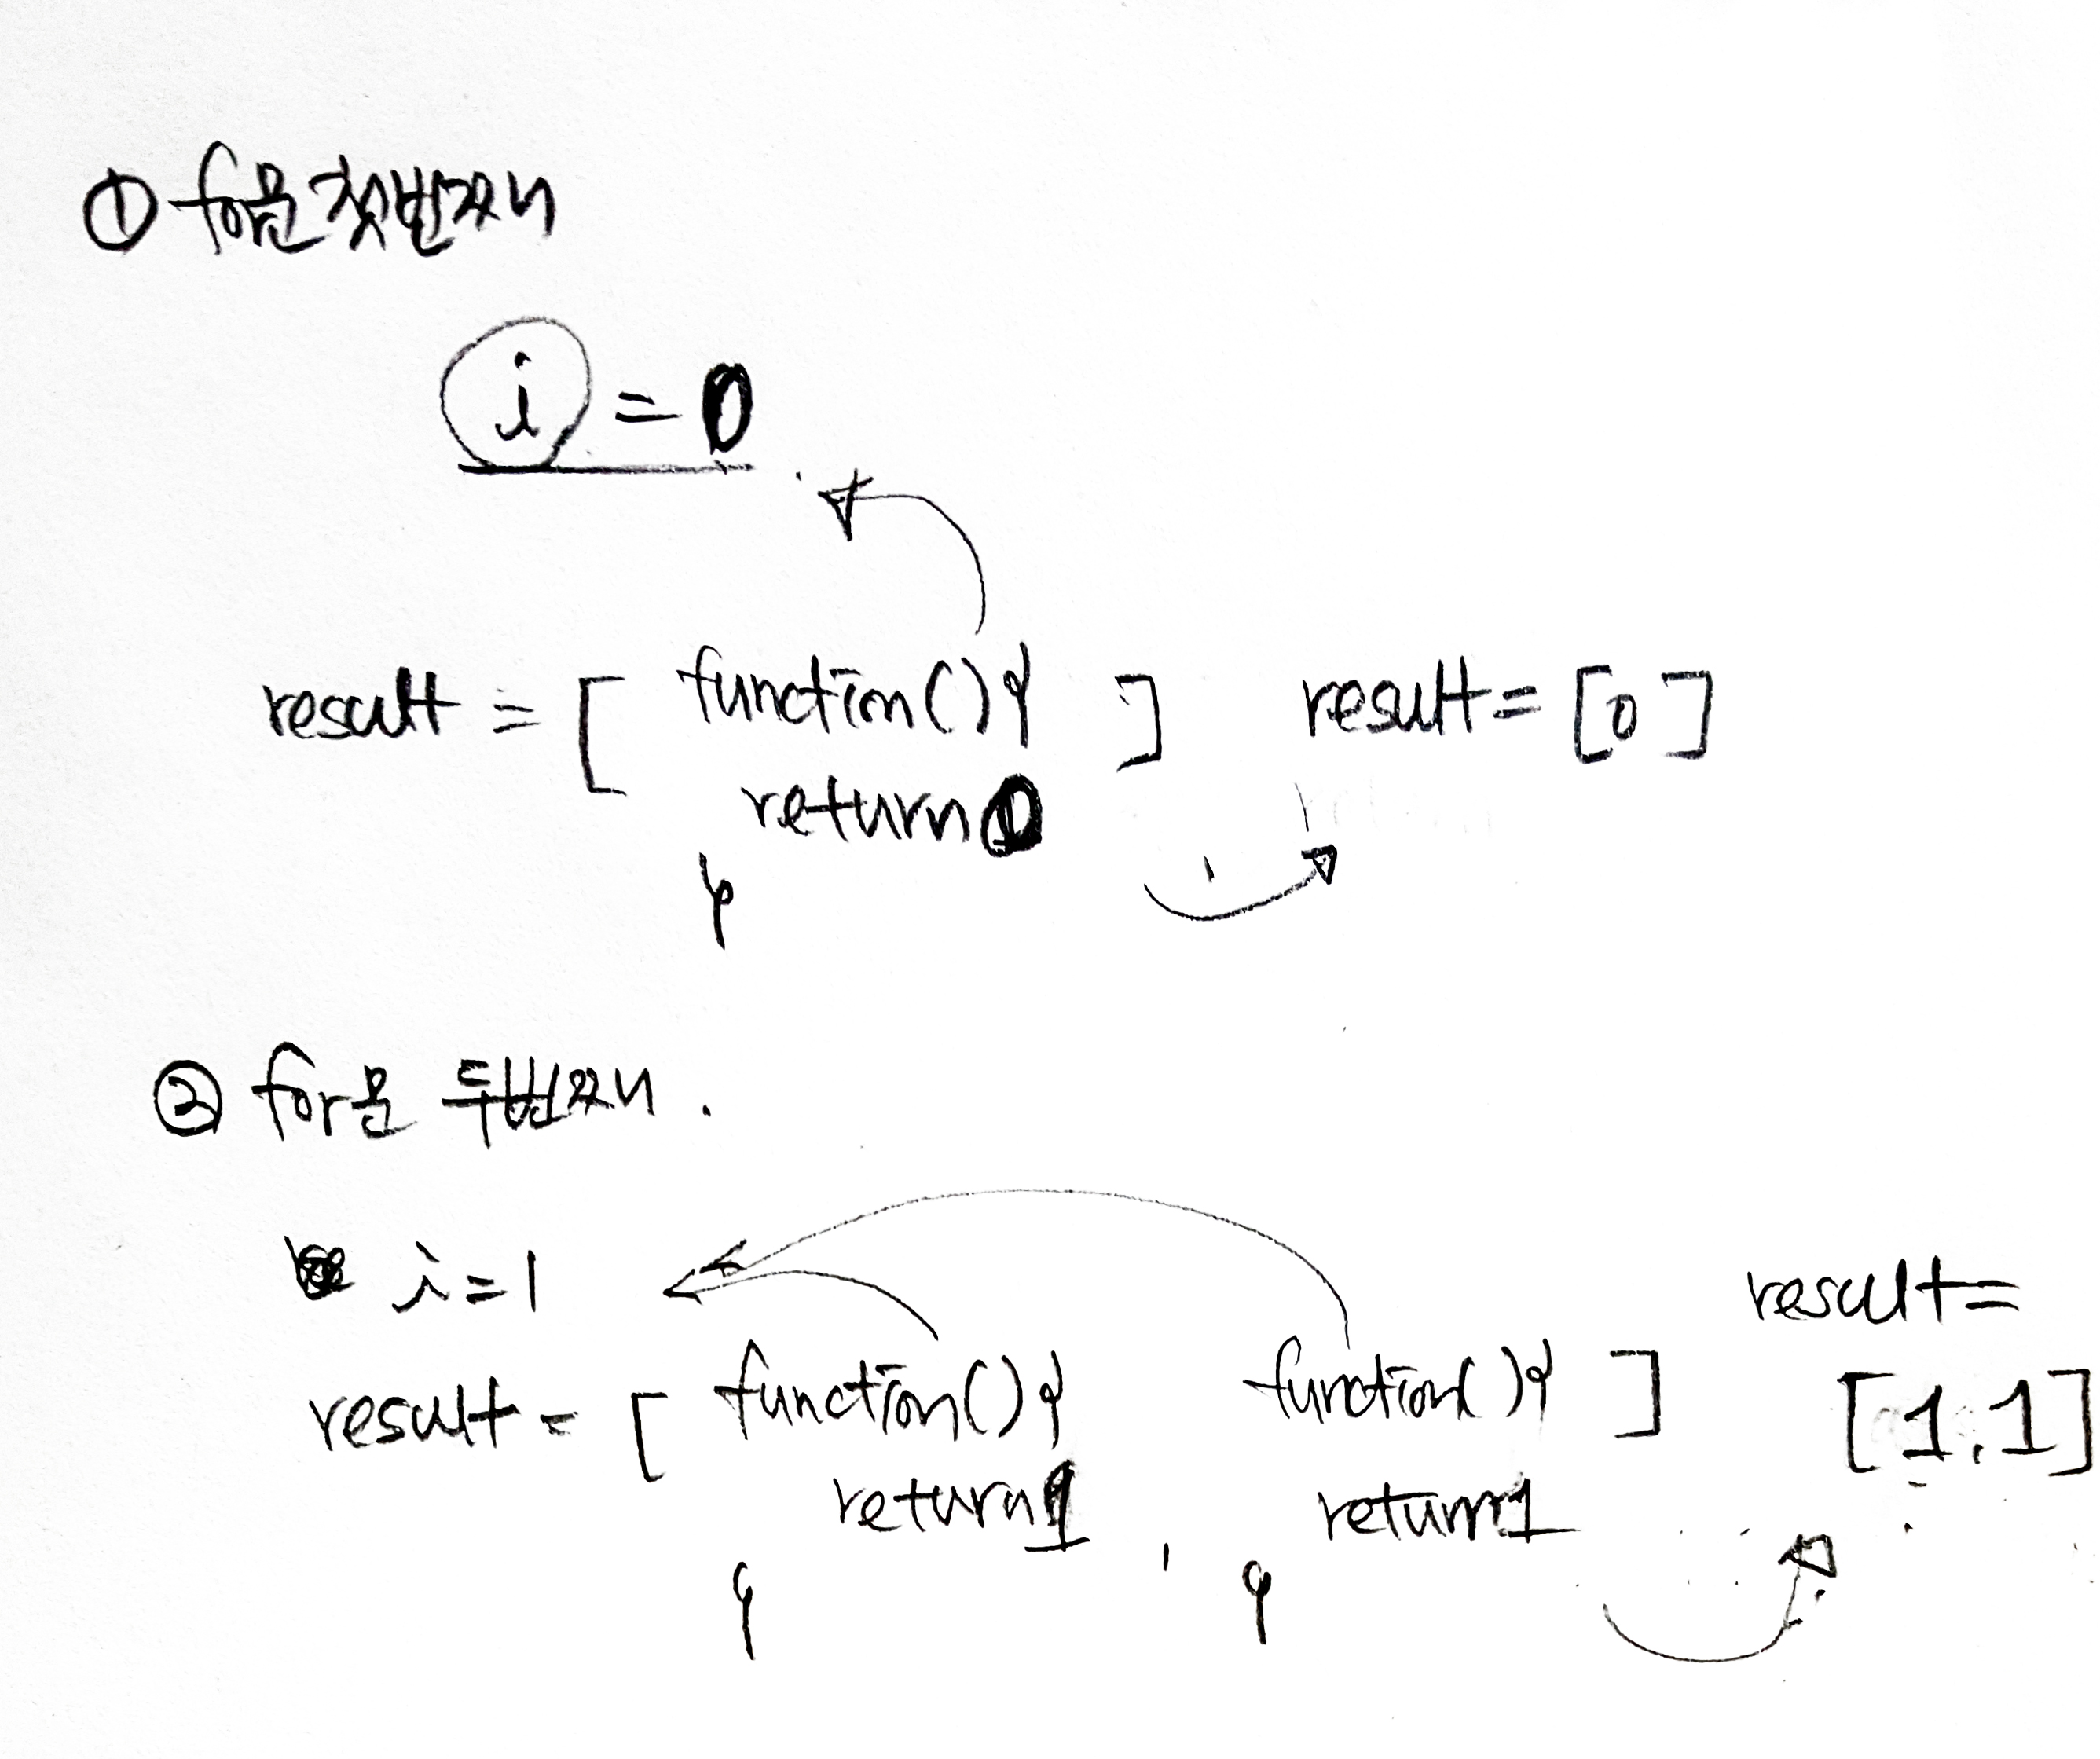 ① for문 첫번째
i = 0
result = [ function(){ ] result = [0]
return 0
}
② for문 두번째.
i=1
result=
result = [ function(){ function(){ ] [1,1]
return 1 , return 1
} }